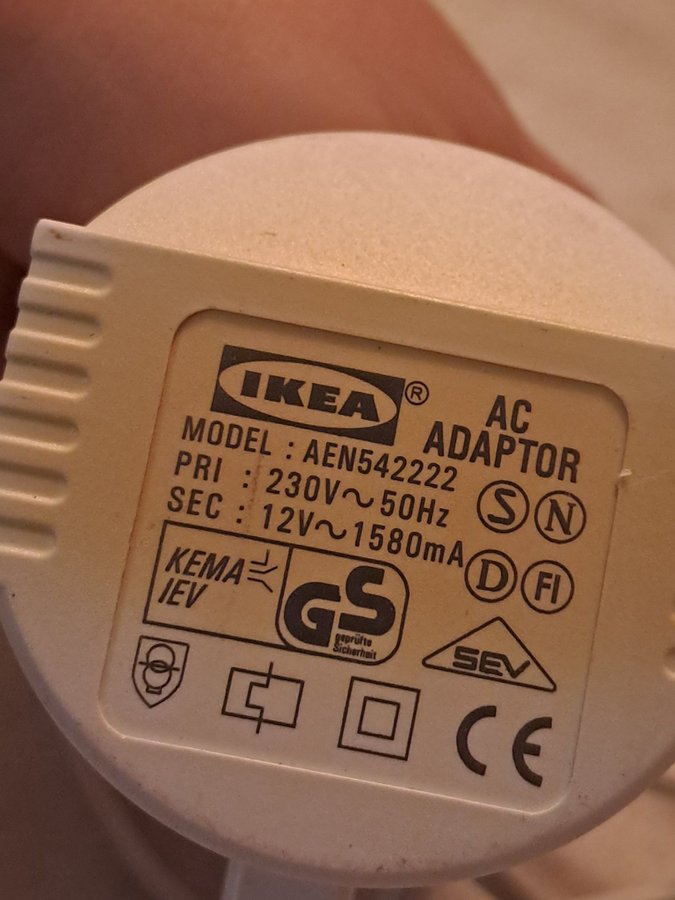 IKEA®
AC ADAPTOR
MODEL : AEN542222
PRI : 230V～50Hz
SEC : 12V～1580mA
S N
D FI
KEMA
IEV
GS
geprüfte
Sicherheit
SEV
CE